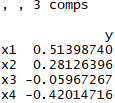 , , 3 comps
y
x1 0.51398740
x2 0.28126396
x3 -0.05967267
x4 -0.42014716